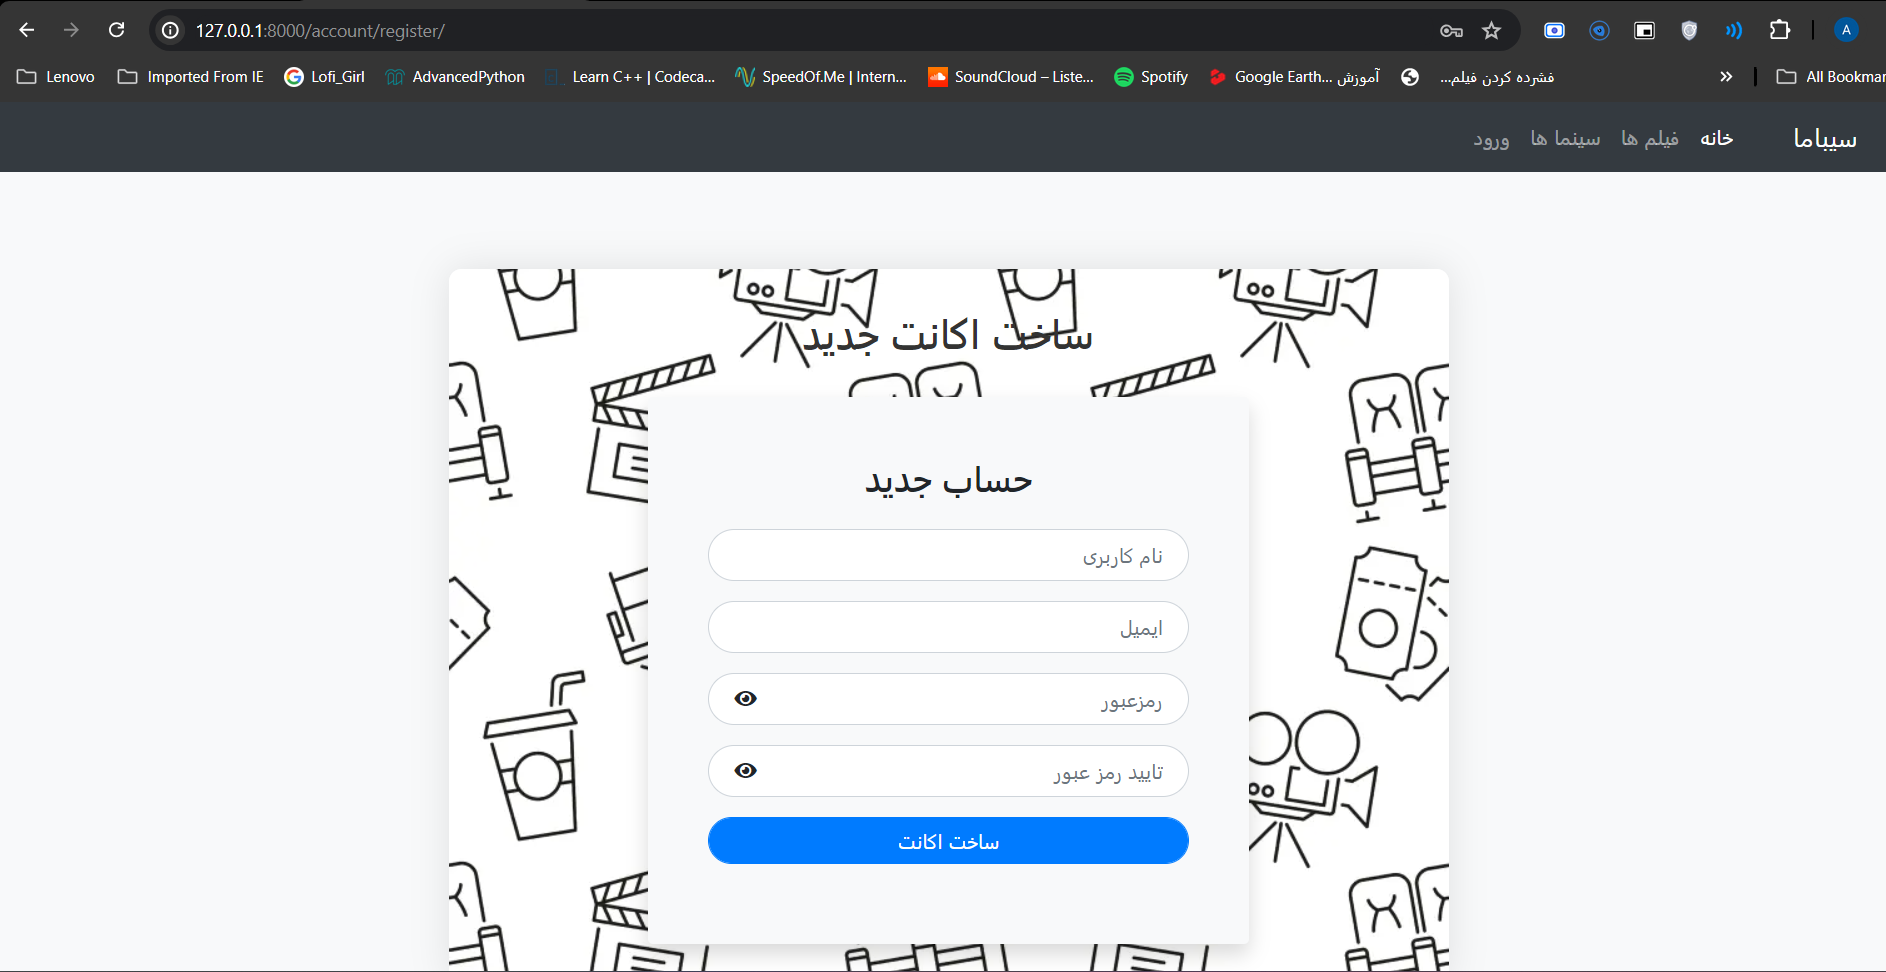 127.0.0.1:8000/account/register/
A
Lenovo
Imported From IE
Lofi_Girl
AdvancedPython
Learn C++ | Codeca...
SpeedOf.Me | Intern...
SoundCloud – Liste...
Spotify
آموزش Google Earth...
فشرده کردن فیلم...
All Bookmar
سیباما
خانه
فیلم ها
سینما ها
ورود
ساخت اکانت جدید
حساب جدید
نام کاربری
ایمیل
رمزعبور
تایید رمز عبور
ساخت اکانت